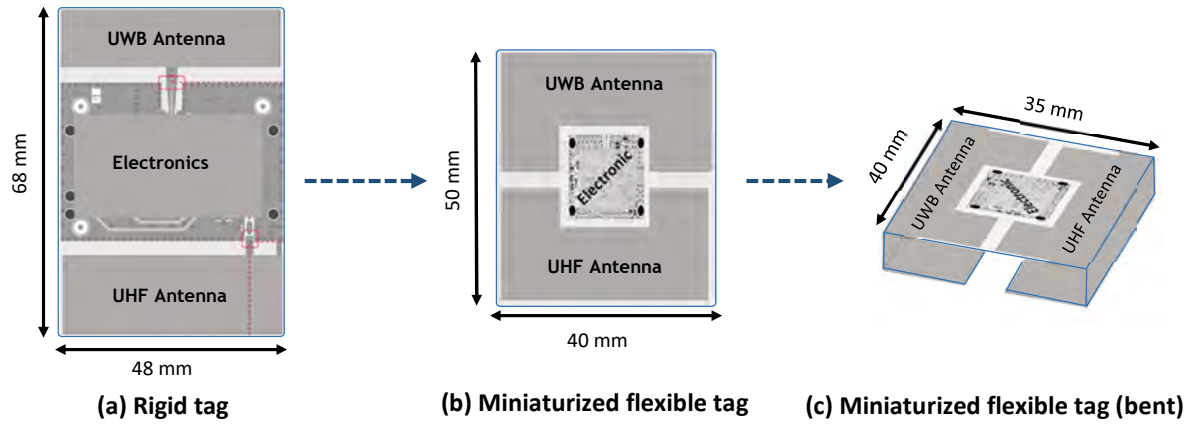 UWB Antenna
Electronics
UHF Antenna
68 mm
48 mm
(a) Rigid tag
UWB Antenna
Electronic
UHF Antenna
50 mm
40 mm
(b) Miniaturized flexible tag
35 mm
40 mm
UWB Antenna
Electronic
UHF Antenna
(c) Miniaturized flexible tag (bent)